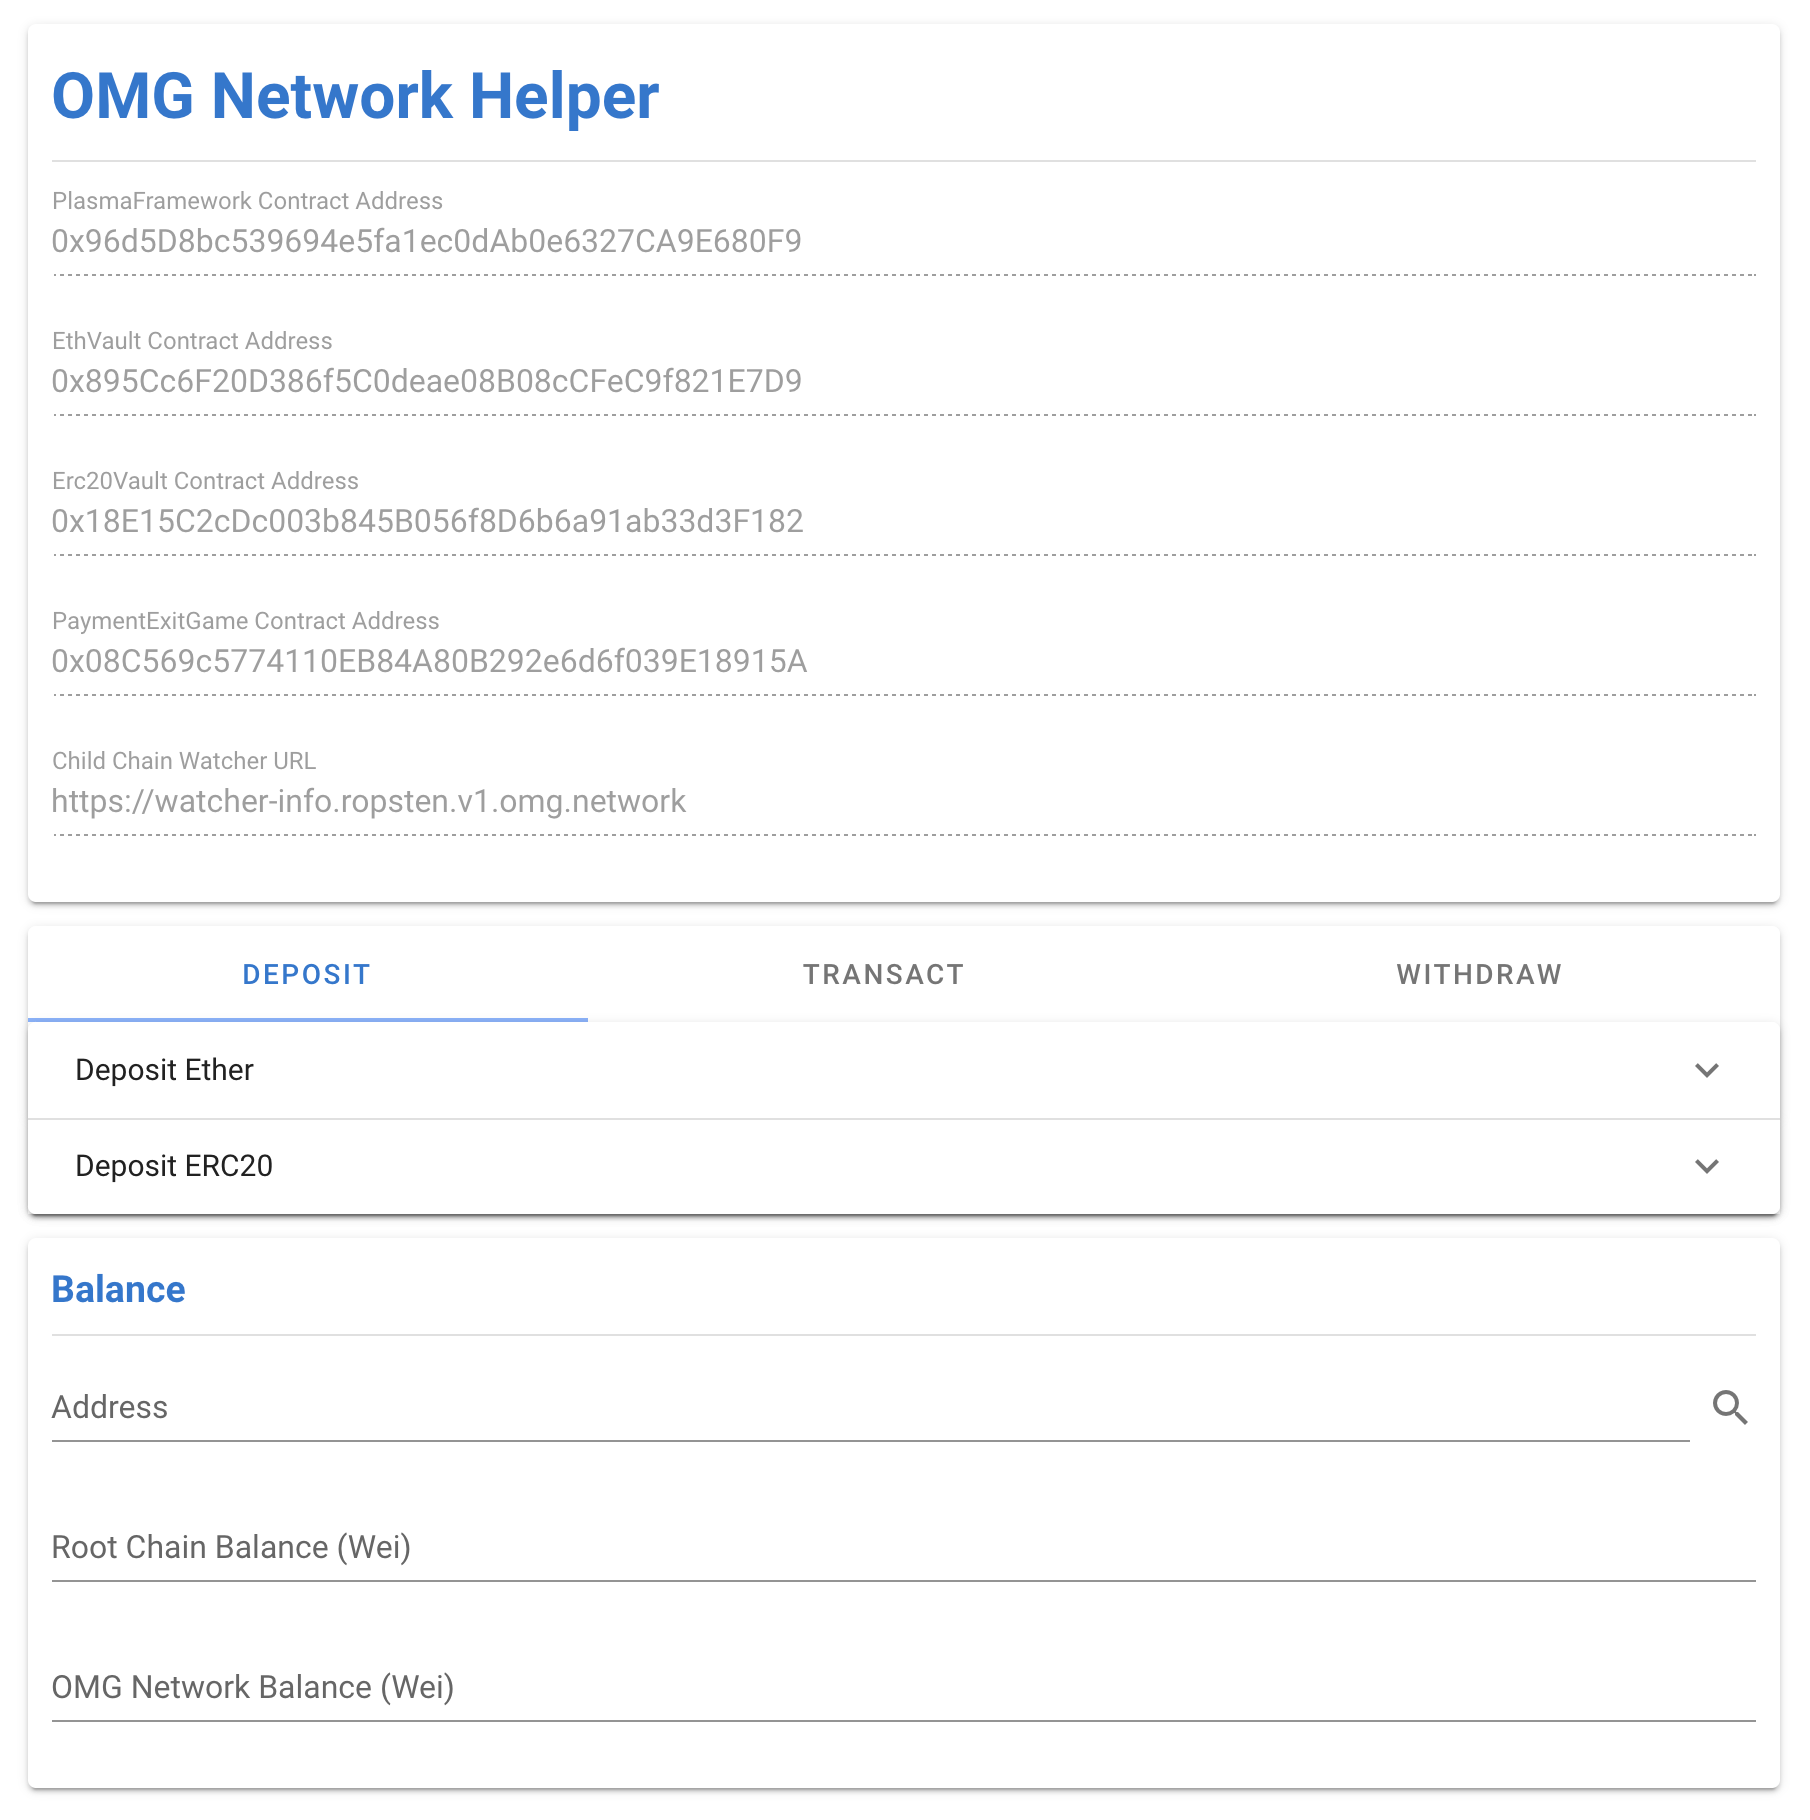 OMG Network Helper
PlasmaFramework Contract Address
0x96d5D8bc539694e5fa1ec0dAb0e6327CA9E680F9
EthVault Contract Address
0x895Cc6F20D386f5C0deae08B08cCFeC9f821E7D9
Erc20Vault Contract Address
0x18E15C2cDc003b845B056f8D6b6a91ab33d3F182
PaymentExitGame Contract Address
0x08C569c5774110EB84A80B292e6d6f039E18915A
Child Chain Watcher URL
https://watcher-info.ropsten.v1.omg.network
DEPOSIT TRANSACT WITHDRAW
Deposit Ether
Deposit ERC20
Balance
Address
Root Chain Balance (Wei)
OMG Network Balance (Wei)